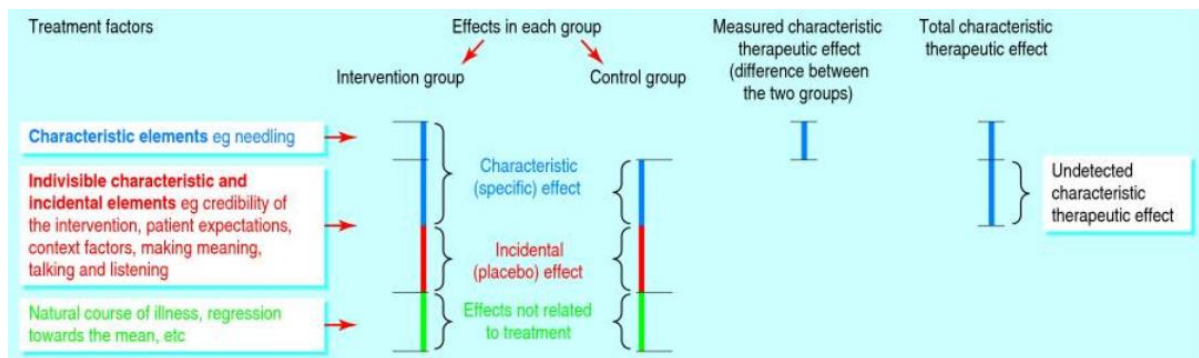 Treatment factors
Effects in each group
Intervention group
Control group
Measured characteristic
therapeutic effect
(difference between
the two groups)
Total characteristic
therapeutic effect
Characteristic elements eg needling
Indivisible characteristic and
incidental elements eg credibility of
the intervention, patient expectations,
context factors, making meaning,
talking and listening
Natural course of illness, regression
towards the mean, etc
Characteristic
(specific) effect
Incidental
(placebo) effect
Effects not related
to treatment
Undetected
characteristic
therapeutic effect